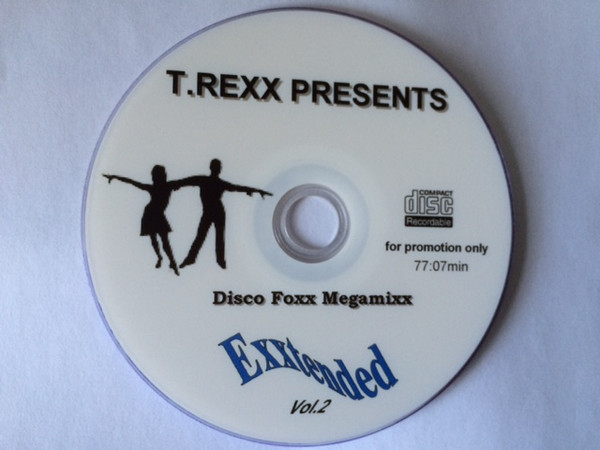 T.REXX PRESENTS
COMPACT
disc
Recordable
for promotion only
77:07min
Disco Foxx Megamixx
Exxtended
Vol.2